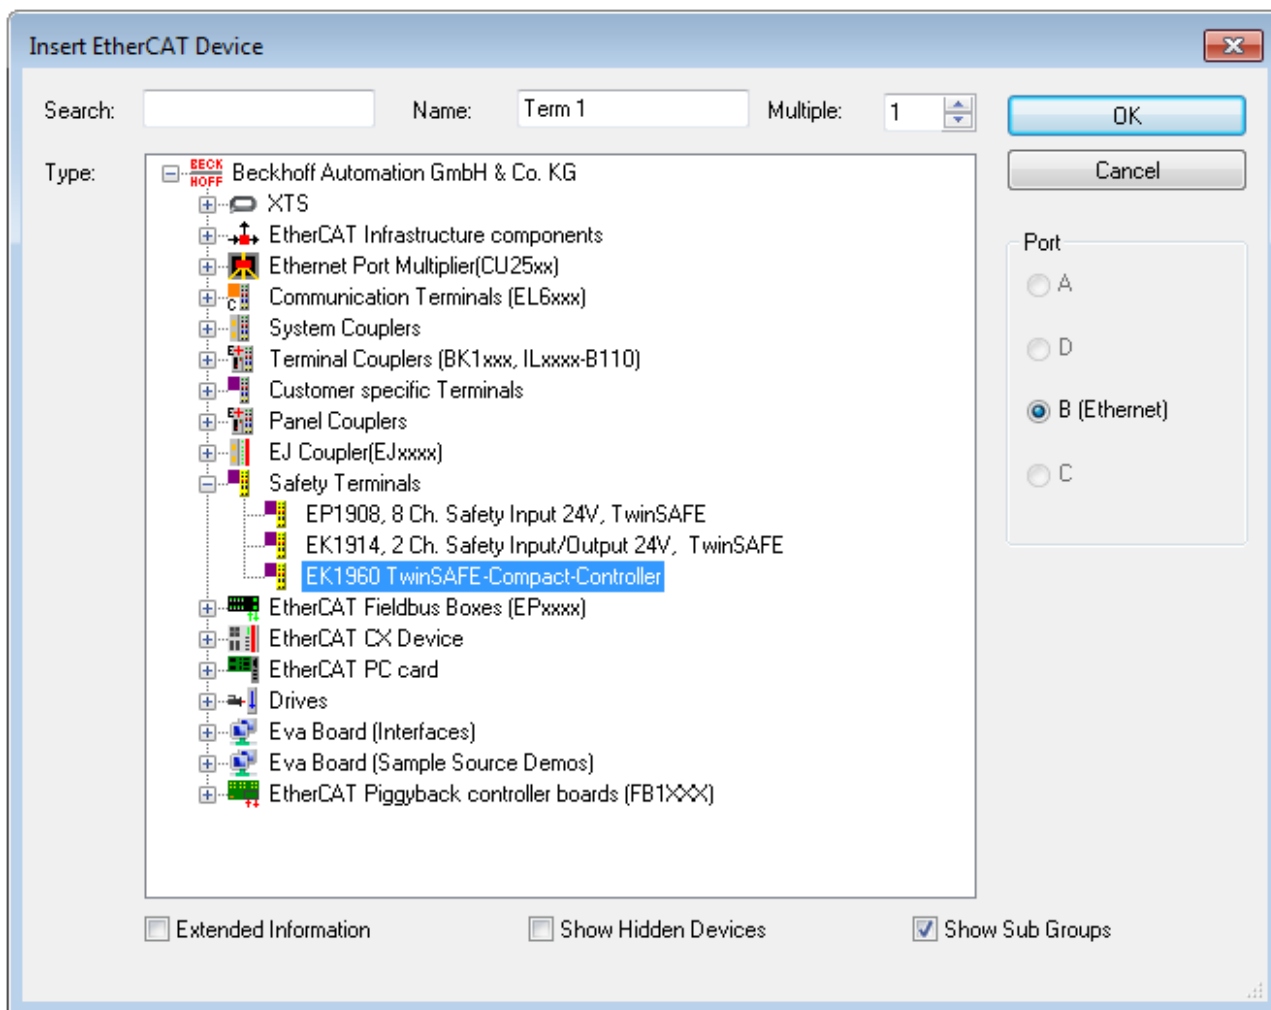 Insert EtherCAT Device
Search: Name: Term 1 Multiple: 1 OK
Cancel
Type:
BECK
HOFF
Beckhoff Automation GmbH & Co. KG
XTS
EtherCAT Infrastructure components
Ethernet Port Multiplier(CU25xx)
C
Communication Terminals (EL6xxx)
System Couplers
Terminal Couplers (BK1xxx, ILxxxx-B110)
Customer specific Terminals
Panel Couplers
EJ Coupler(EJxxxx)
Safety Terminals
EP1908, 8 Ch. Safety Input 24V, TwinSAFE
EK1914, 2 Ch. Safety Input/Output 24V, TwinSAFE
EK1960 TwinSAFE-Compact-Controller
EtherCAT Fieldbus Boxes (EPxxxx)
EtherCAT CX Device
EtherCAT PC card
Drives
Eva Board (Interfaces)
Eva Board (Sample Source Demos)
EtherCAT Piggyback controller boards (FB1XXX)
Port
A
D
B (Ethernet)
C
Extended Information Show Hidden Devices Show Sub Groups